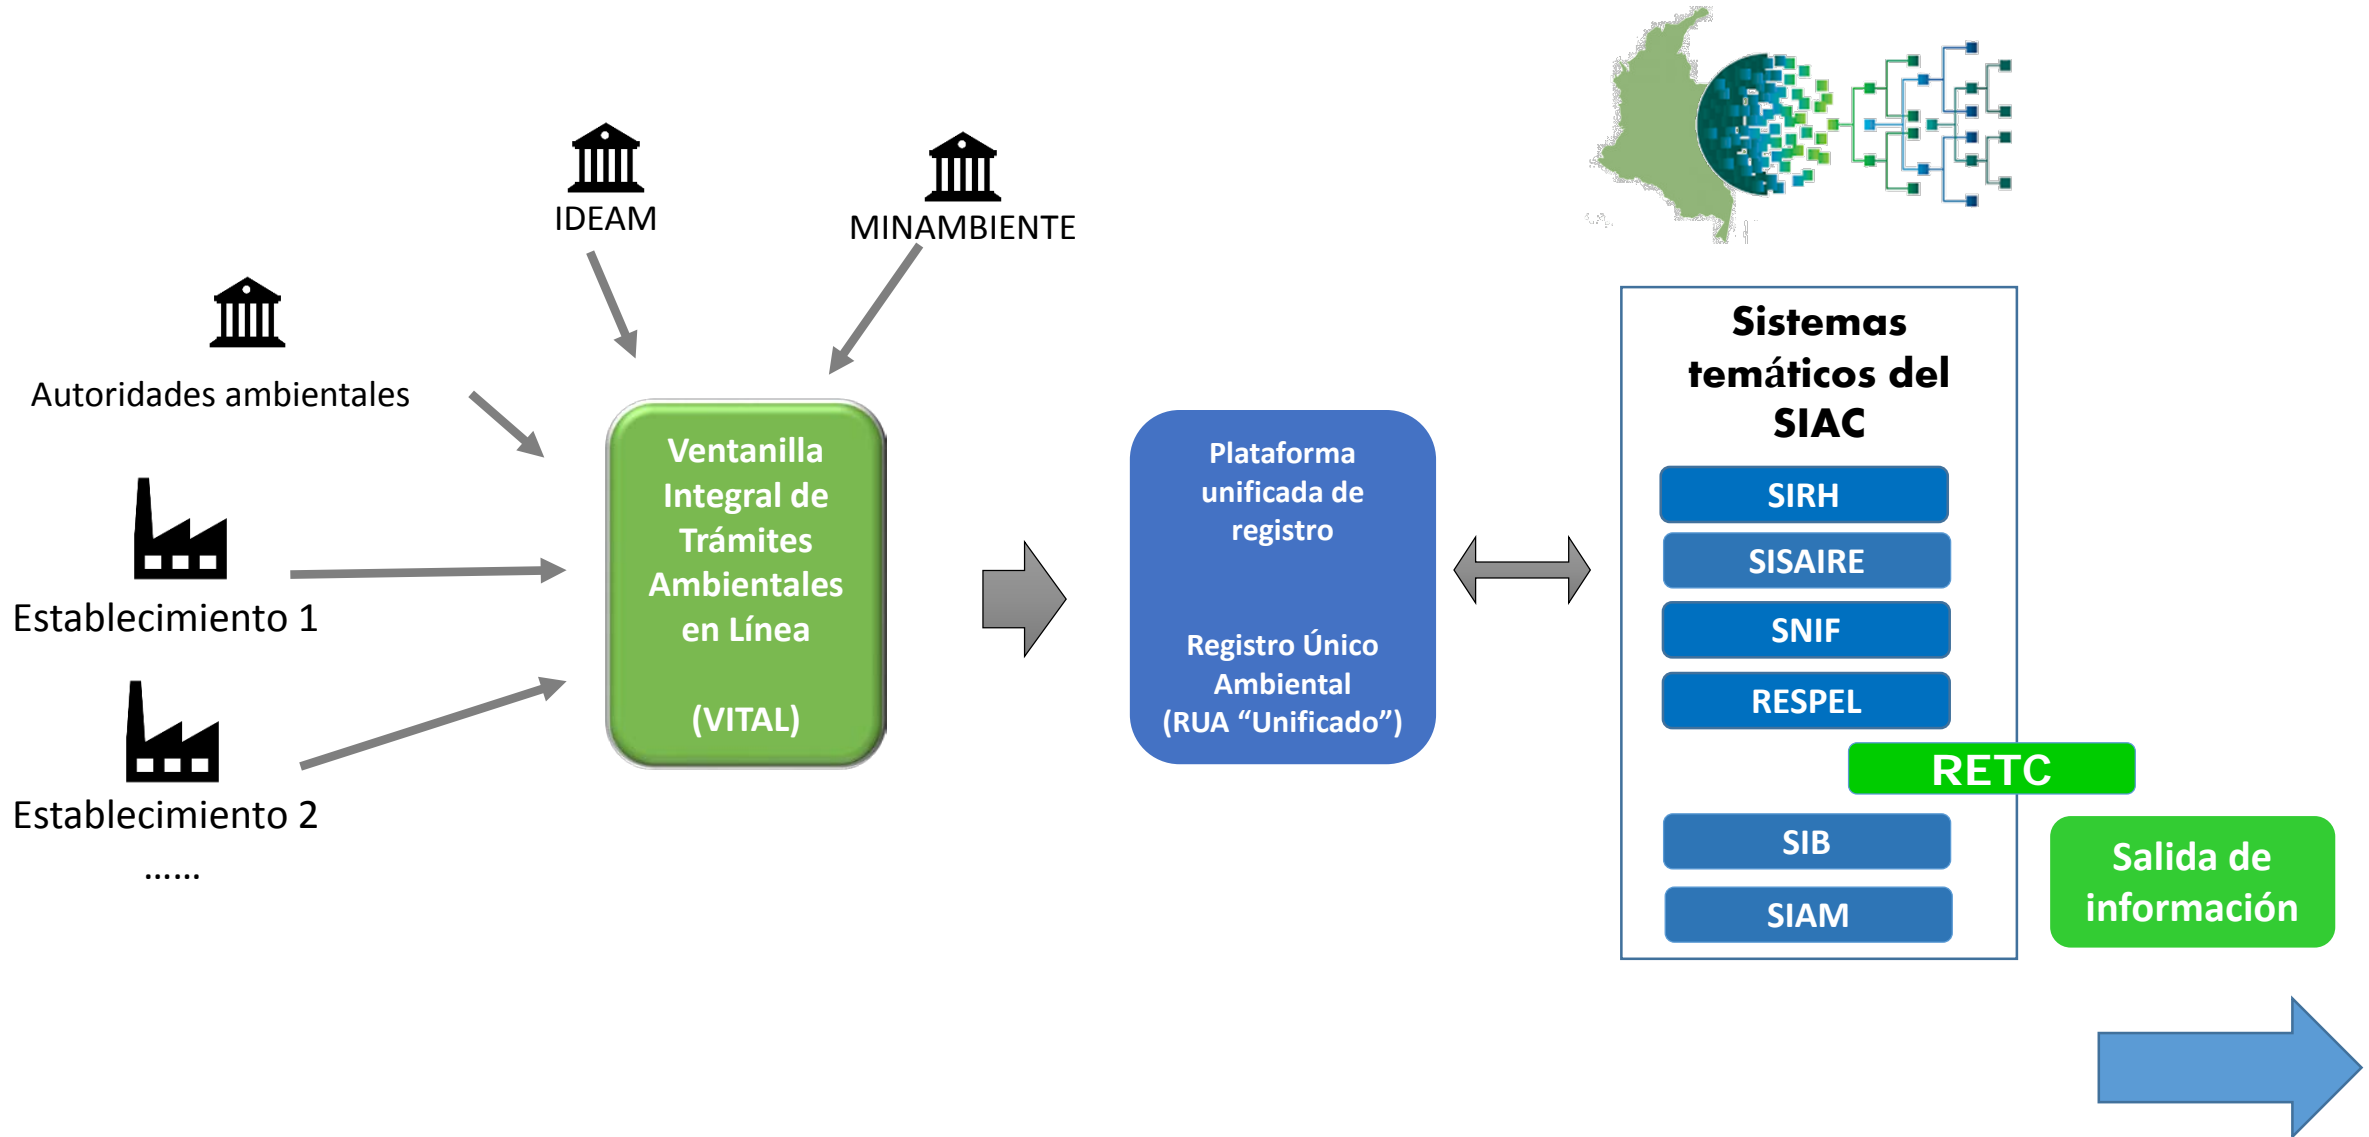 IDEAM
MINAMBIENTE
Autoridades ambientales
Establecimiento 1
Establecimiento 2
......
Ventanilla
Integral de
Trámites
Ambientales
en Línea
(VITAL)
Plataforma
unificada de
registro
Registro Único
Ambiental
(RUA “Unificado”)
Sistemas
temáticos del
SIAC
SIRH
SISAIRE
SNIF
RESPEL
RETC
SIB
SIAM
Salida de
información